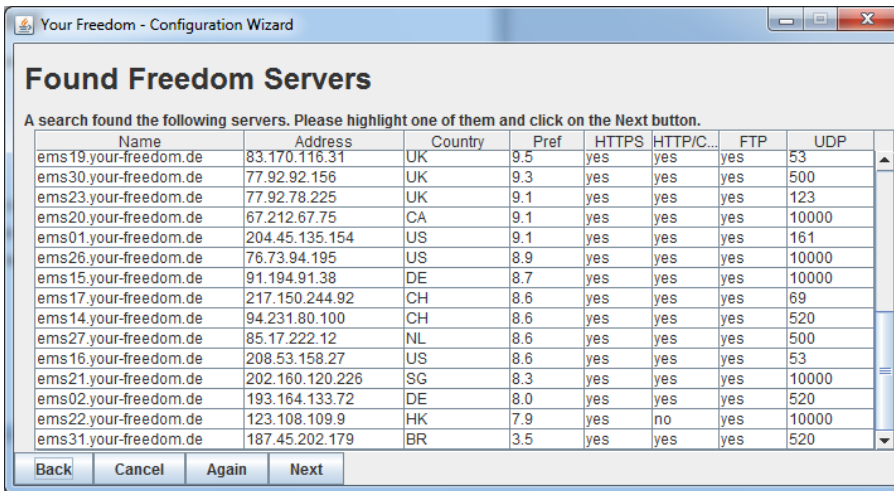 Your Freedom - Configuration Wizard
Found Freedom Servers
A search found the following servers. Please highlight one of them and click on the Next button.
Name Address Country Pref HTTPS HTTP/C... FTP UDP
ems19.your-freedom.de 83.170.116.31 UK 9.5 yes yes yes 53
ems30.your-freedom.de 77.92.92.156 UK 9.3 yes yes yes 500
ems23.your-freedom.de 77.92.78.225 UK 9.1 yes yes yes 123
ems20.your-freedom.de 67.212.67.75 CA 9.1 yes yes yes 10000
ems01.your-freedom.de 204.45.135.154 US 9.1 yes yes yes 161
ems26.your-freedom.de 76.73.94.195 US 8.9 yes yes yes 10000
ems15.your-freedom.de 91.194.91.38 DE 8.7 yes yes yes 10000
ems17.your-freedom.de 217.150.244.92 CH 8.6 yes yes yes 69
ems14.your-freedom.de 94.231.80.100 CH 8.6 yes yes yes 520
ems27.your-freedom.de 85.17.222.12 NL 8.6 yes yes yes 500
ems16.your-freedom.de 208.53.158.27 US 8.6 yes yes yes 53
ems21.your-freedom.de 202.160.120.226 SG 8.3 yes yes yes 10000
ems02.your-freedom.de 193.164.133.72 DE 8.0 yes yes yes 520
ems22.your-freedom.de 123.108.109.9 HK 7.9 yes no yes 10000
ems31.your-freedom.de 187.45.202.179 BR 3.5 yes yes yes 520
Back Cancel Again Next